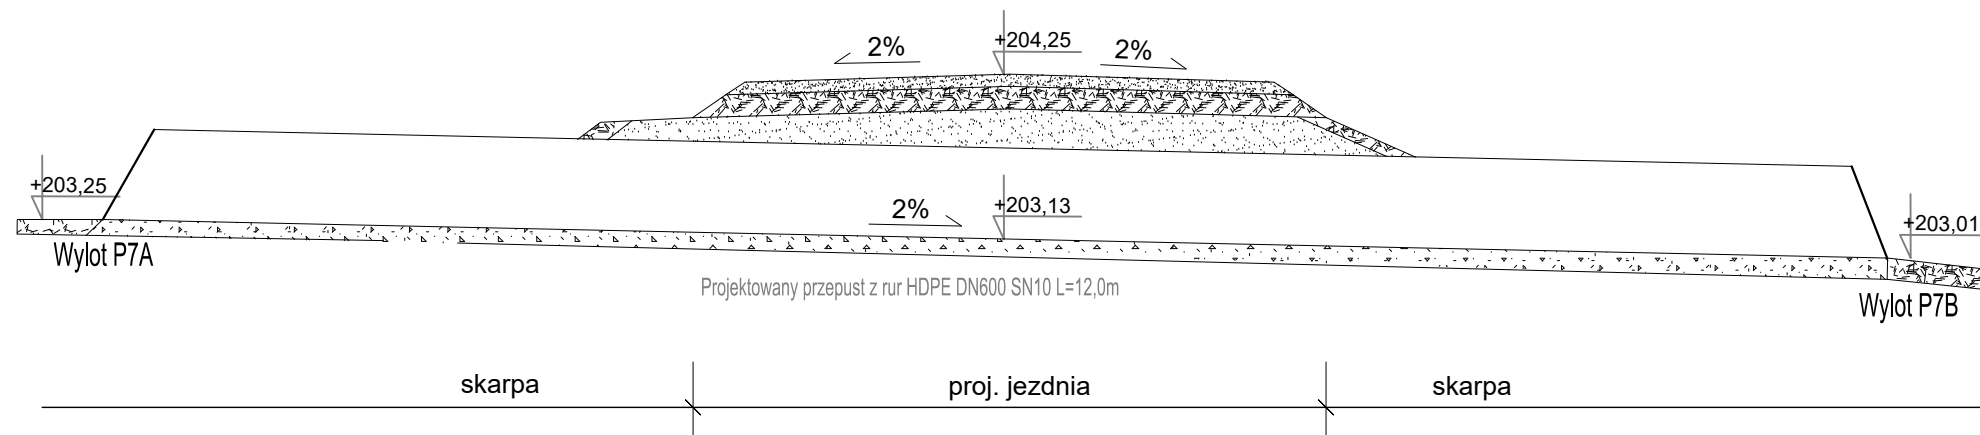 2%
+204,25
2%
+203,25
2%
+203,13
+203,01
Wylot P7A
Projektowany przepust z rur HDPE DN600 SN10 L=12,0m
Wylot P7B
skarpa
proj. jezdnia
skarpa